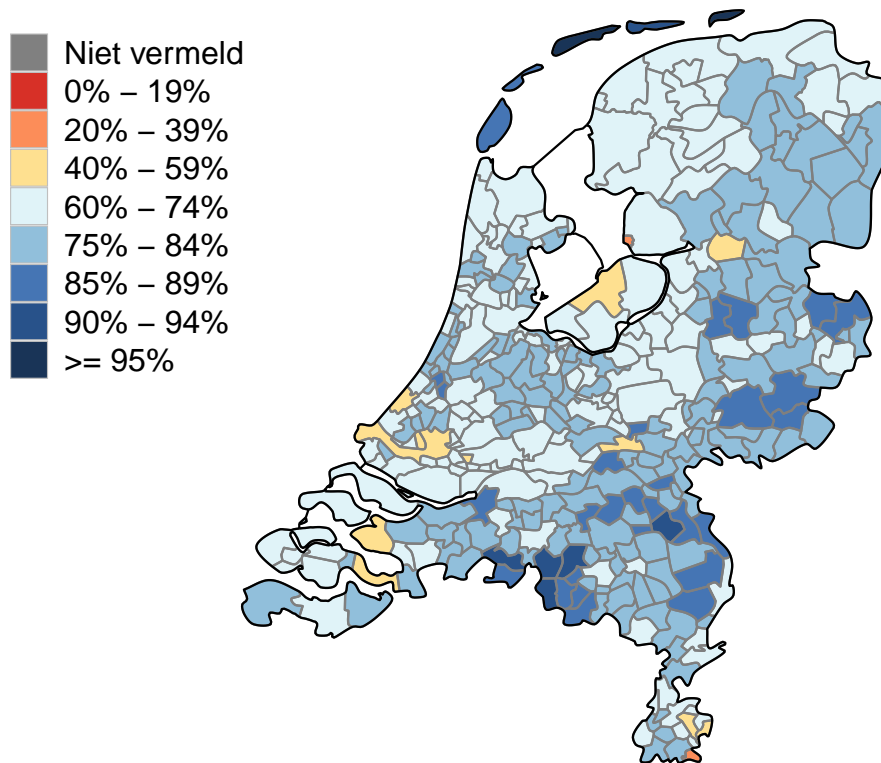 Niet vermeld
0% – 19%
20% – 39%
40% – 59%
60% – 74%
75% – 84%
85% – 89%
90% – 94%
>= 95%